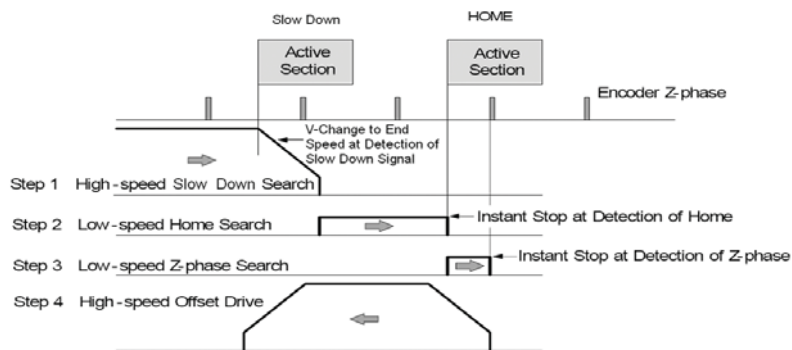 Slow Down
HOME
Active
Section
Active
Section
Encoder Z-phase
V-Change to End
Speed at Detection of
Slow Down Signal
Step 1 High-speed Slow Down Search
Step 2 Low-speed Home Search
Instant Stop at Detection of Home
Step 3 Low-speed Z-phase Search
Instant Stop at Detection of Z-phase
Step 4 High-speed Offset Drive